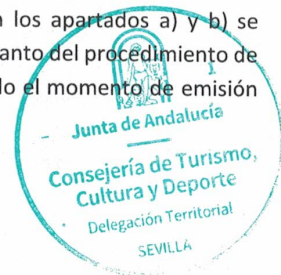 los apartados a) y b) se
anto del procedimiento de
el momento de emisión
Junta de Andalucía
Consejería de Turismo,
Cultura y Deporte
Delegación Territorial
SEVILLA